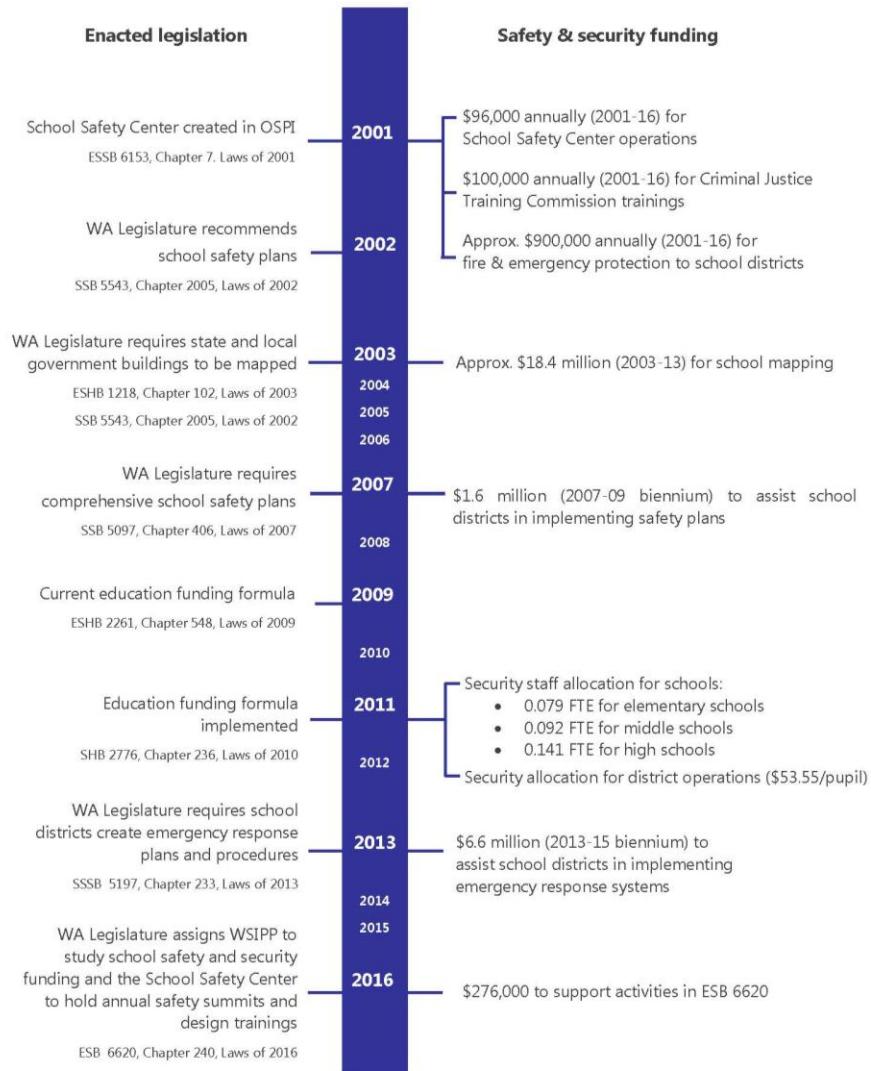 Enacted legislation
Safety & security funding
School Safety Center created in OSPI
ESSB 6153, Chapter 7. Laws of 2001
2001
$96,000 annually (2001-16) for
School Safety Center operations
$100,000 annually (2001-16) for Criminal Justice
Training Commission trainings
Approx. $900,000 annually (2001-16) for
fire & emergency protection to school districts
WA Legislature recommends
school safety plans
SSB 5543, Chapter 2005, Laws of 2002
2002
WA Legislature requires state and local
government buildings to be mapped
ESHB 1218, Chapter 102, Laws of 2003
SSB 5543, Chapter 2005, Laws of 2002
2003
Approx. $18.4 million (2003-13) for school mapping
2004
2005
2006
WA Legislature requires
comprehensive school safety plans
SSB 5097, Chapter 406, Laws of 2007
2007
$1.6 million (2007-09 biennium) to assist school
districts in implementing safety plans
2008
Current education funding formula
ESHB 2261, Chapter 548, Laws of 2009
2009
2010
Education funding formula
implemented
SHB 2776, Chapter 236, Laws of 2010
2011
Security staff allocation for schools:
• 0.079 FTE for elementary schools
• 0.092 FTE for middle schools
• 0.141 FTE for high schools
Security allocation for district operations ($53.55/pupil)
2012
WA Legislature requires school
districts create emergency response
plans and procedures
SSSB 5197, Chapter 233, Laws of 2013
2013
$6.6 million (2013-15 biennium) to
assist school districts in implementing
emergency response systems
2014
2015
WA Legislature assigns WSIPP to
study school safety and security
funding and the School Safety Center
to hold annual safety summits and
design trainings
ESB 6620, Chapter 240, Laws of 2016
2016
$276,000 to support activities in ESB 6620